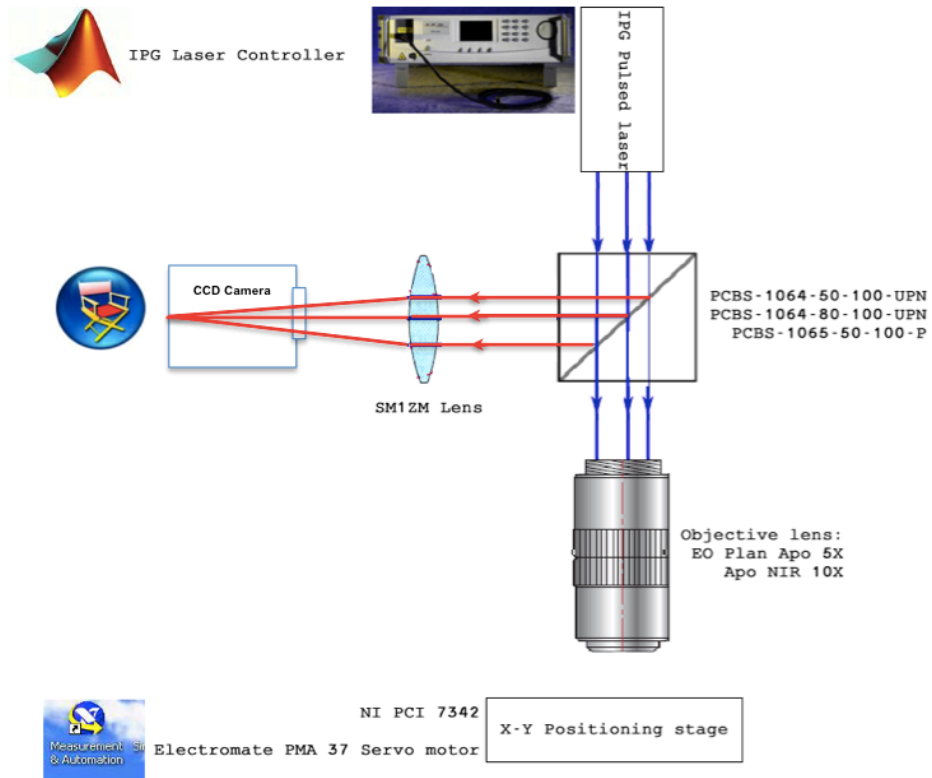 IPG Laser Controller
IPG Pulsed laser
CCD Camera
PCBS-1064-50-100-UPN
PCBS-1064-80-100-UPN
PCBS-1065-50-100-P
SM1ZM Lens
Objective lens:
EO Plan Apo 5X
Apo NIR 10X
NI PCI 7342
X-Y Positioning stage
Electromate PMA 37 Servo motor
Measurement
& Automation